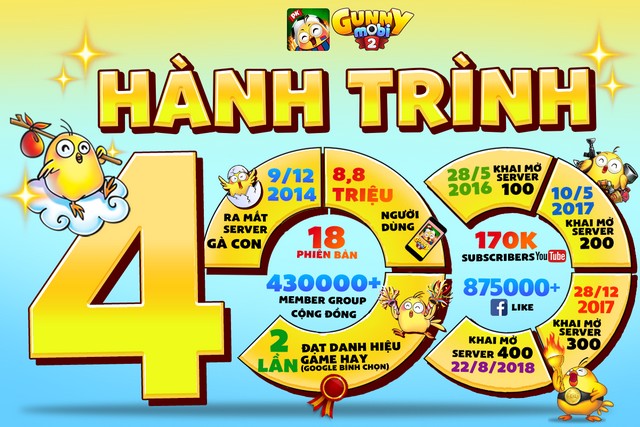 PK
GUNNY
mobi
2
HÀNH TRÌNH
400
9/12
2014
RA MẮT
SERVER
GÀ CON
8,8
TRIỆU
NGƯỜI
DÙNG
18
PHIÊN BẢN
430000+
MEMBER GROUP
CỘNG ĐỒNG
2
LẦN
ĐẠT DANH HIỆU
GAME HAY
(GOOGLE BÌNH CHỌN)
28/5
2016
KHAI MỞ
SERVER
100
10/5
2017
KHAI MỞ
SERVER
200
170K
SUBSCRIBERS YouTube
875000+
f LIKE
28/12
2017
KHAI MỞ
SERVER
300
KHAI MỞ
SERVER 400
22/8/2018